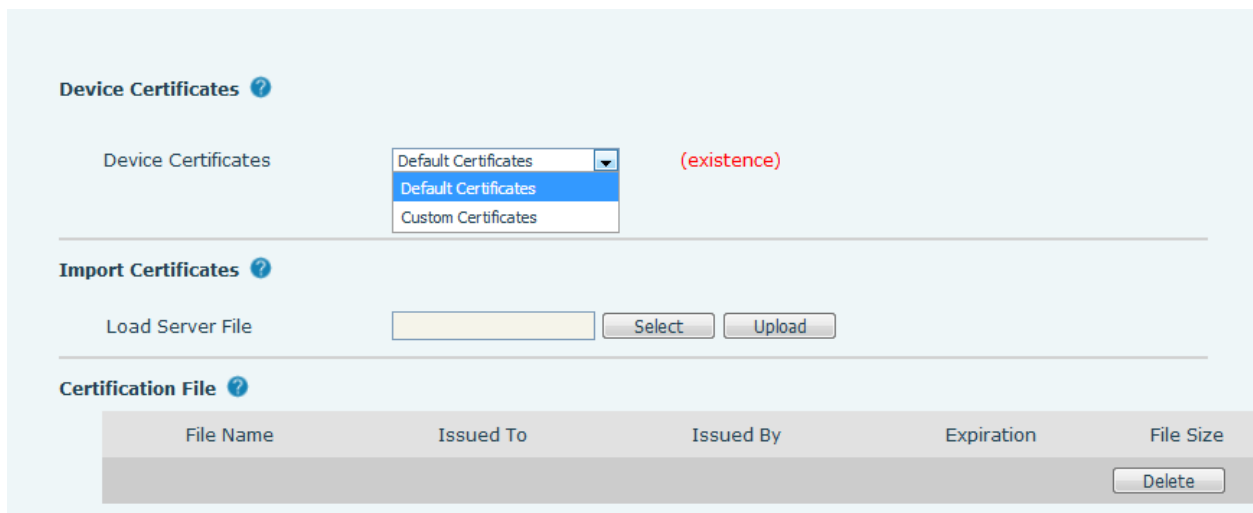 Device Certificates ?
Device Certificates Default Certificates (existence)
Default Certificates
Custom Certificates
Import Certificates ?
Load Server File Select Upload
Certification File ?
File Name Issued To Issued By Expiration File Size
Delete